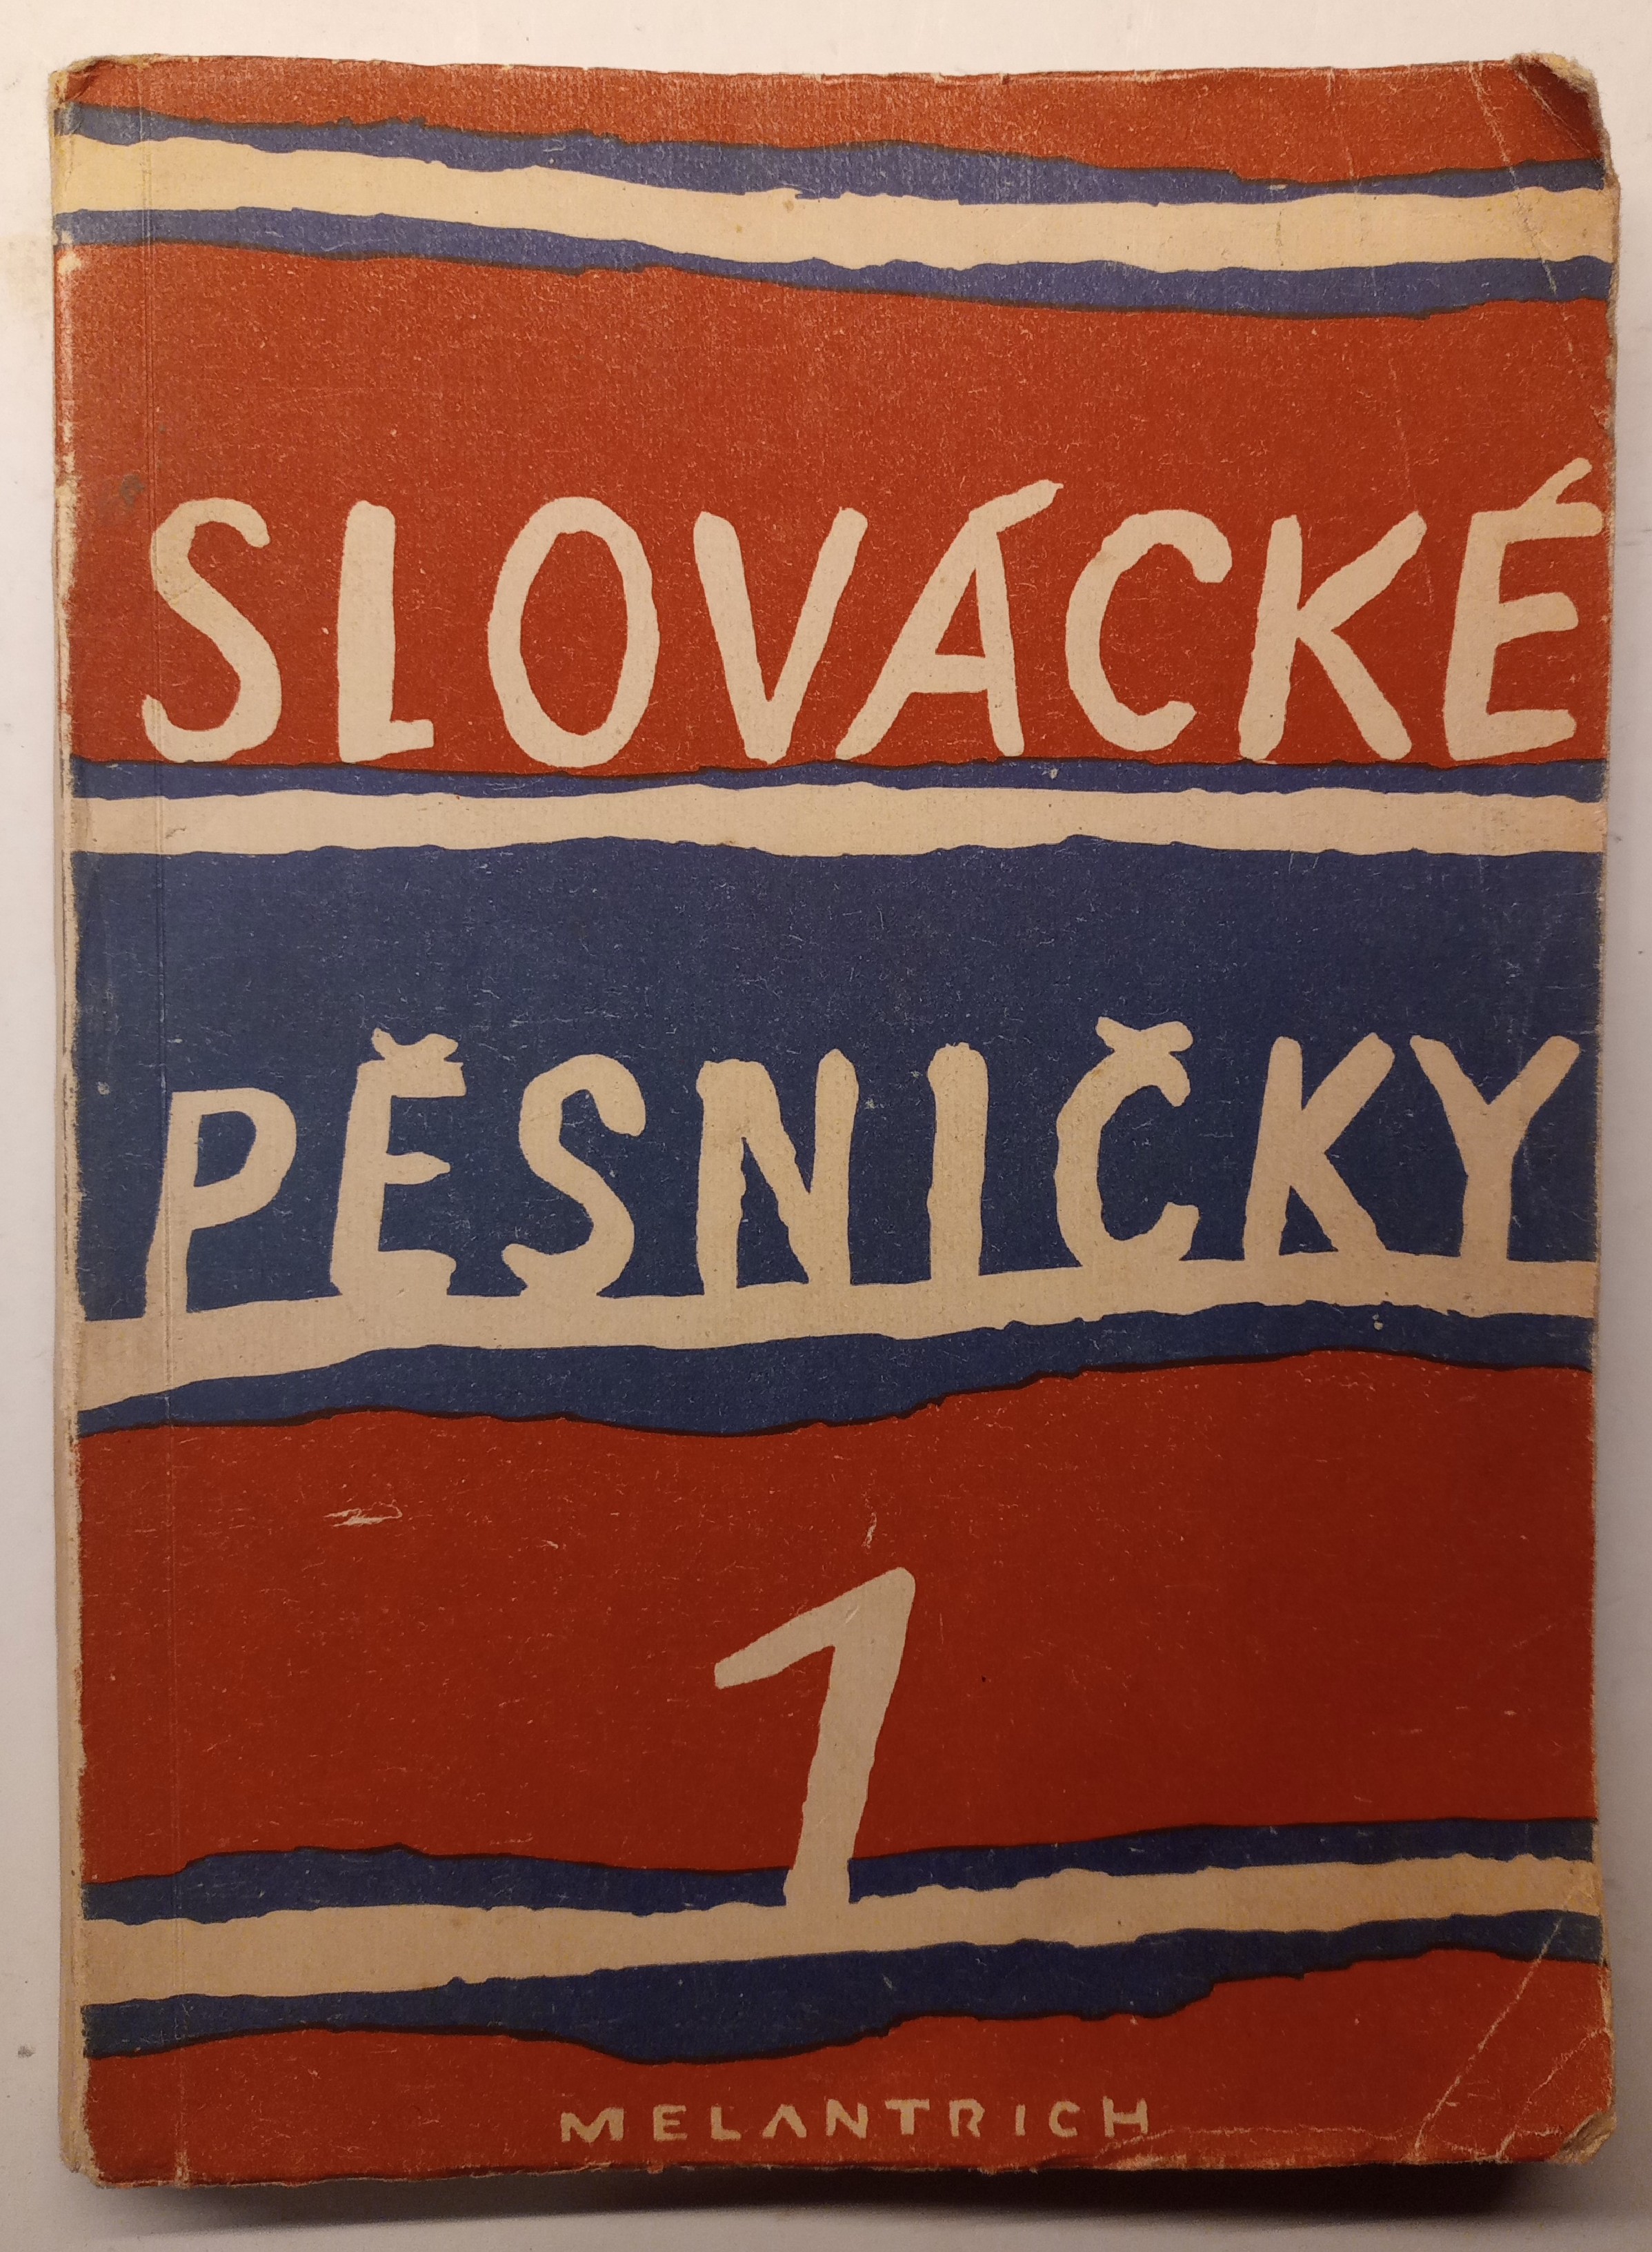 SLOVÁCKÉ
PĚSNIČKY
1
MELANTRICH